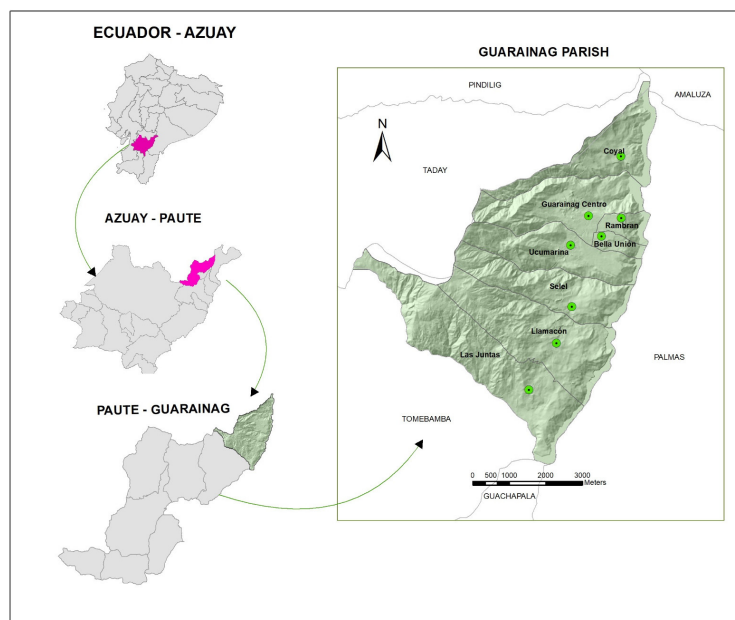 ECUADOR - AZUAY
GUARAINAG PARISH
PINDILIG
AMALUZA
N
Coyal
TADAY
Guarainag Centro
AZUAY - PAUTE
Rambran
Bella Unión
Ucumarina
Selel
Llamacón
Las Juntas
PALMAS
PAUTE - GUARAINAG
TOMEBAMBA
0 500 1000 2000 3000
Meters
GUACHAPALA